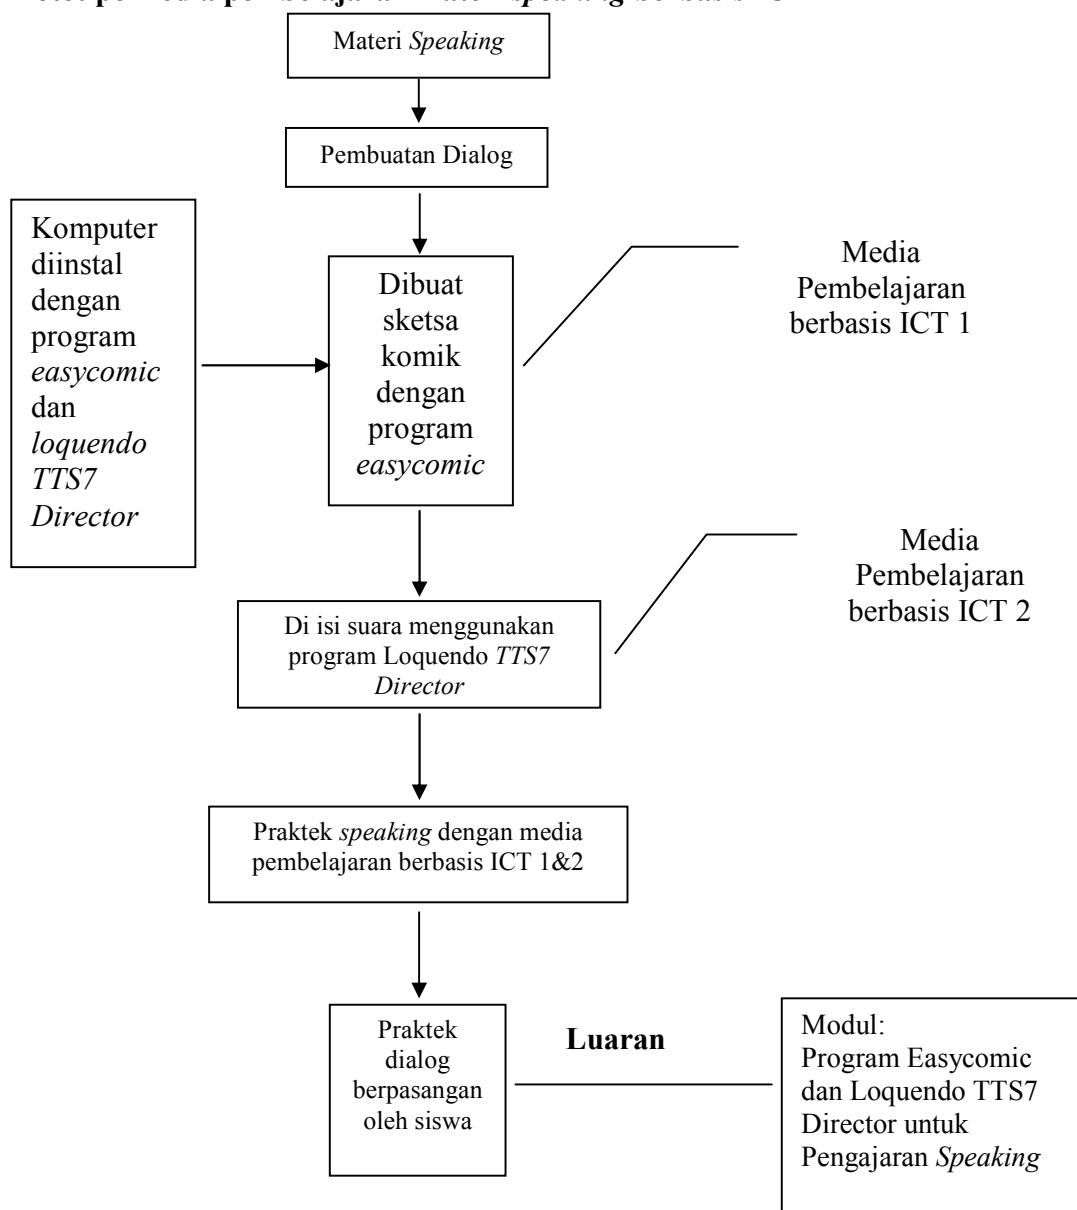 Materi Speaking
Pembuatan Dialog
Komputer
diinstal
dengan
program
easycomic
dan
loquendo
TTS7
Director
Dibuat
sketsa
komik
dengan
program
easycomic
Media
Pembelajaran
berbasis ICT 1
Media
Pembelajaran
berbasis ICT 2
Di isi suara menggunakan
program Loquendo TTS7
Director
Praktek speaking dengan media
pembelajaran berbasis ICT 1&2
Praktek
dialog
berpasangan
oleh siswa
Luaran
Modul:
Program Easycomic
dan Loquendo TTS7
Director untuk
Pengajaran Speaking